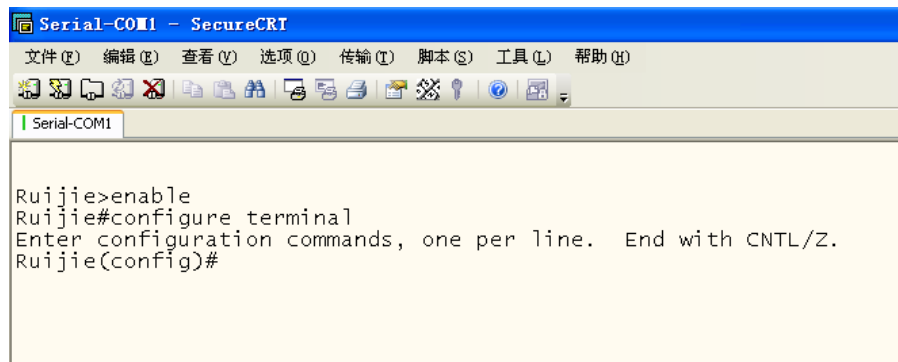 Serial-COM1 - SecureCRT
文件(F) 编辑(E) 查看(V) 选项(O) 传输(T) 脚本(S) 工具(L) 帮助(H)
Serial-COM1
Ruijie>enable
Ruijie#configure terminal
Enter configuration commands, one per line.  End with CNTL/Z.
Ruijie(config)#